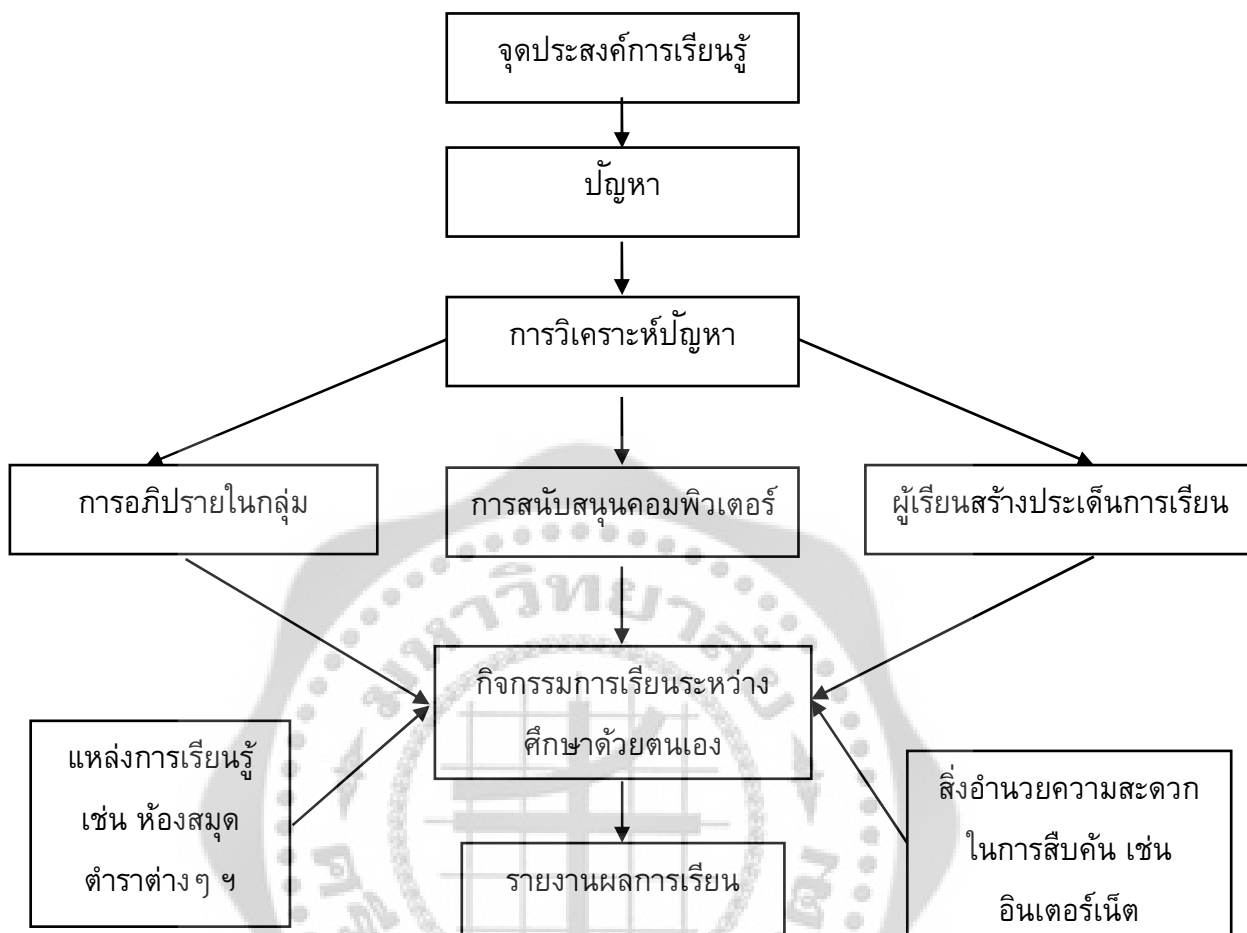 จุดประสงค์การเรียนรู้
ปัญหา
การวิเคราะห์ปัญหา
การอภิปรายในกลุ่ม
การสนับสนุนคอมพิวเตอร์
ผู้เรียนสร้างประเด็นการเรียน
มหาวิทยาลัย
กิจกรรมการเรียนระหว่าง
ศึกษาด้วยตนเอง
แหล่งการเรียนรู้
เช่น ห้องสมุด
ตำราต่างๆ ฯ
สิ่งอำนวยความสะดวก
ในการสืบค้น เช่น
อินเตอร์เน็ต
รายงานผลการเรียน